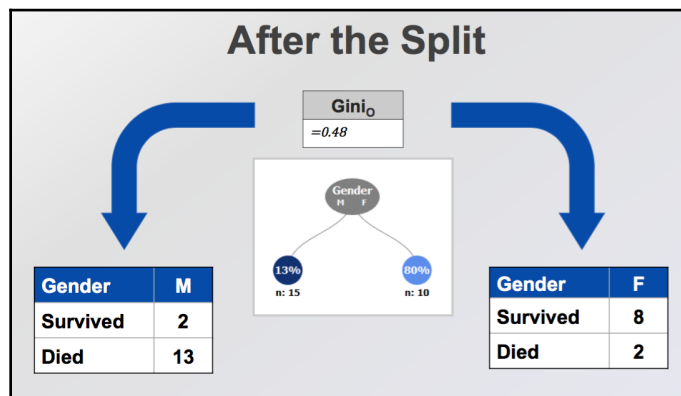 After the Split
Gini_O
=0.48
Gender
M F
13%
80%
n: 15
n: 10
Gender M
Survived 2
Died 13
Gender F
Survived 8
Died 2